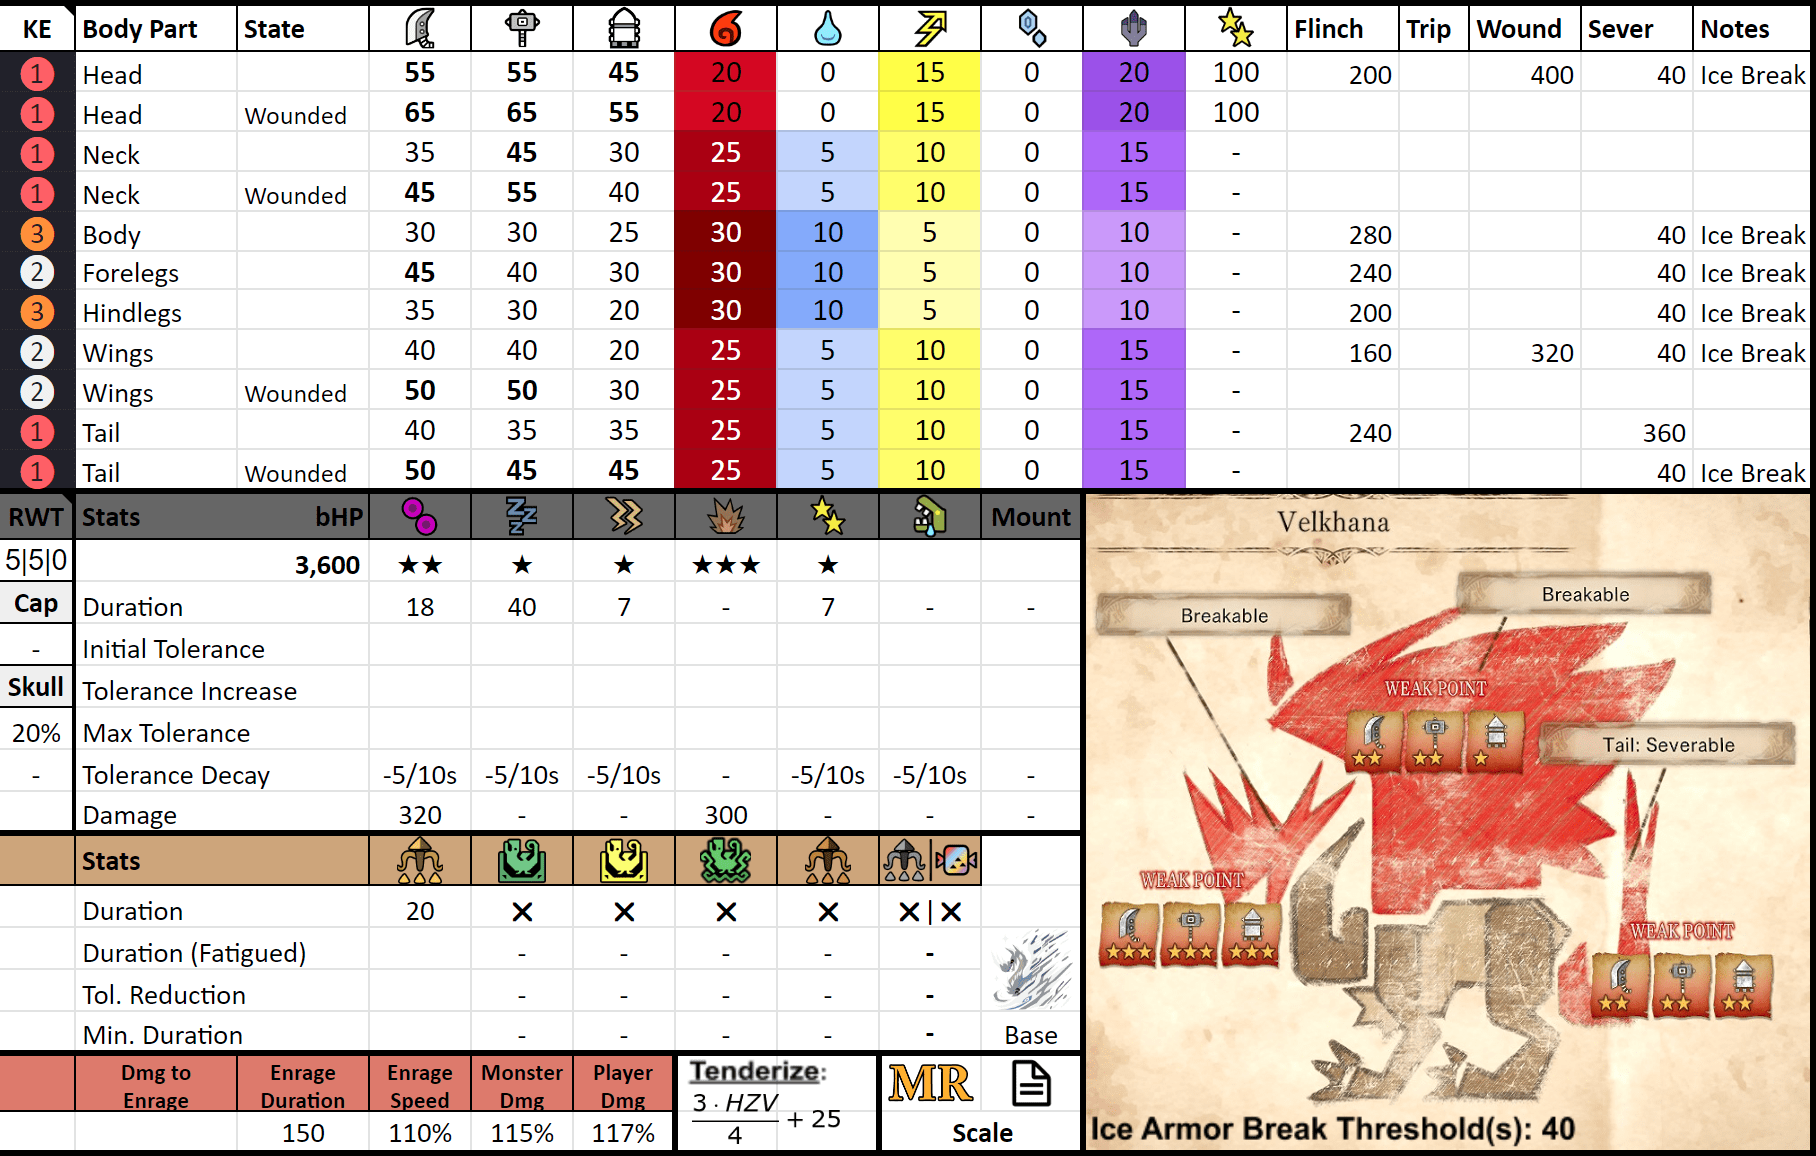 KE Body Part State Flinch Trip Wound Sever Notes
1 Head 55 55 45 20 0 15 0 20 100 200 400 40 Ice Break
1 Head Wounded 65 65 55 20 0 15 0 20 100
1 Neck 35 45 30 25 5 10 0 15 -
1 Neck Wounded 45 55 40 25 5 10 0 15 -
3 Body 30 30 25 30 10 5 0 10 - 280 40 Ice Break
2 Forelegs 45 40 30 30 10 5 0 10 - 240 40 Ice Break
3 Hindlegs 35 30 20 30 10 5 0 10 - 200 40 Ice Break
2 Wings 40 40 20 25 5 10 0 15 - 160 320 40 Ice Break
2 Wings Wounded 50 50 30 25 5 10 0 15 -
1 Tail 40 35 35 25 5 10 0 15 - 240 360
1 Tail Wounded 50 45 45 25 5 10 0 15 - 40 Ice Break
RWT Stats bHP Mount
5|5|0 3,600 ★★ ★ ★ ★★★ ★
Cap Duration 18 40 7 - 7 - -
- Initial Tolerance
Skull Tolerance Increase
20% Max Tolerance
- Tolerance Decay -5/10s -5/10s -5/10s - -5/10s -5/10s -
Damage 320 - - 300 - - -
Stats
Duration 20 × × × × ×|×
Duration (Fatigued) - - - - -
Tol. Reduction - - - - -
Min. Duration - - - - - Base
Dmg to Enrage Enrage Duration Enrage Speed Monster Dmg Player Dmg
150 110% 115% 117%
Tenderize:
3 · HZV
4
+ 25
MR
Scale
Velkhana
Breakable
Breakable
WEAK POINT
Tail: Severable
WEAK POINT
WEAK POINT
Ice Armor Break Threshold(s): 40